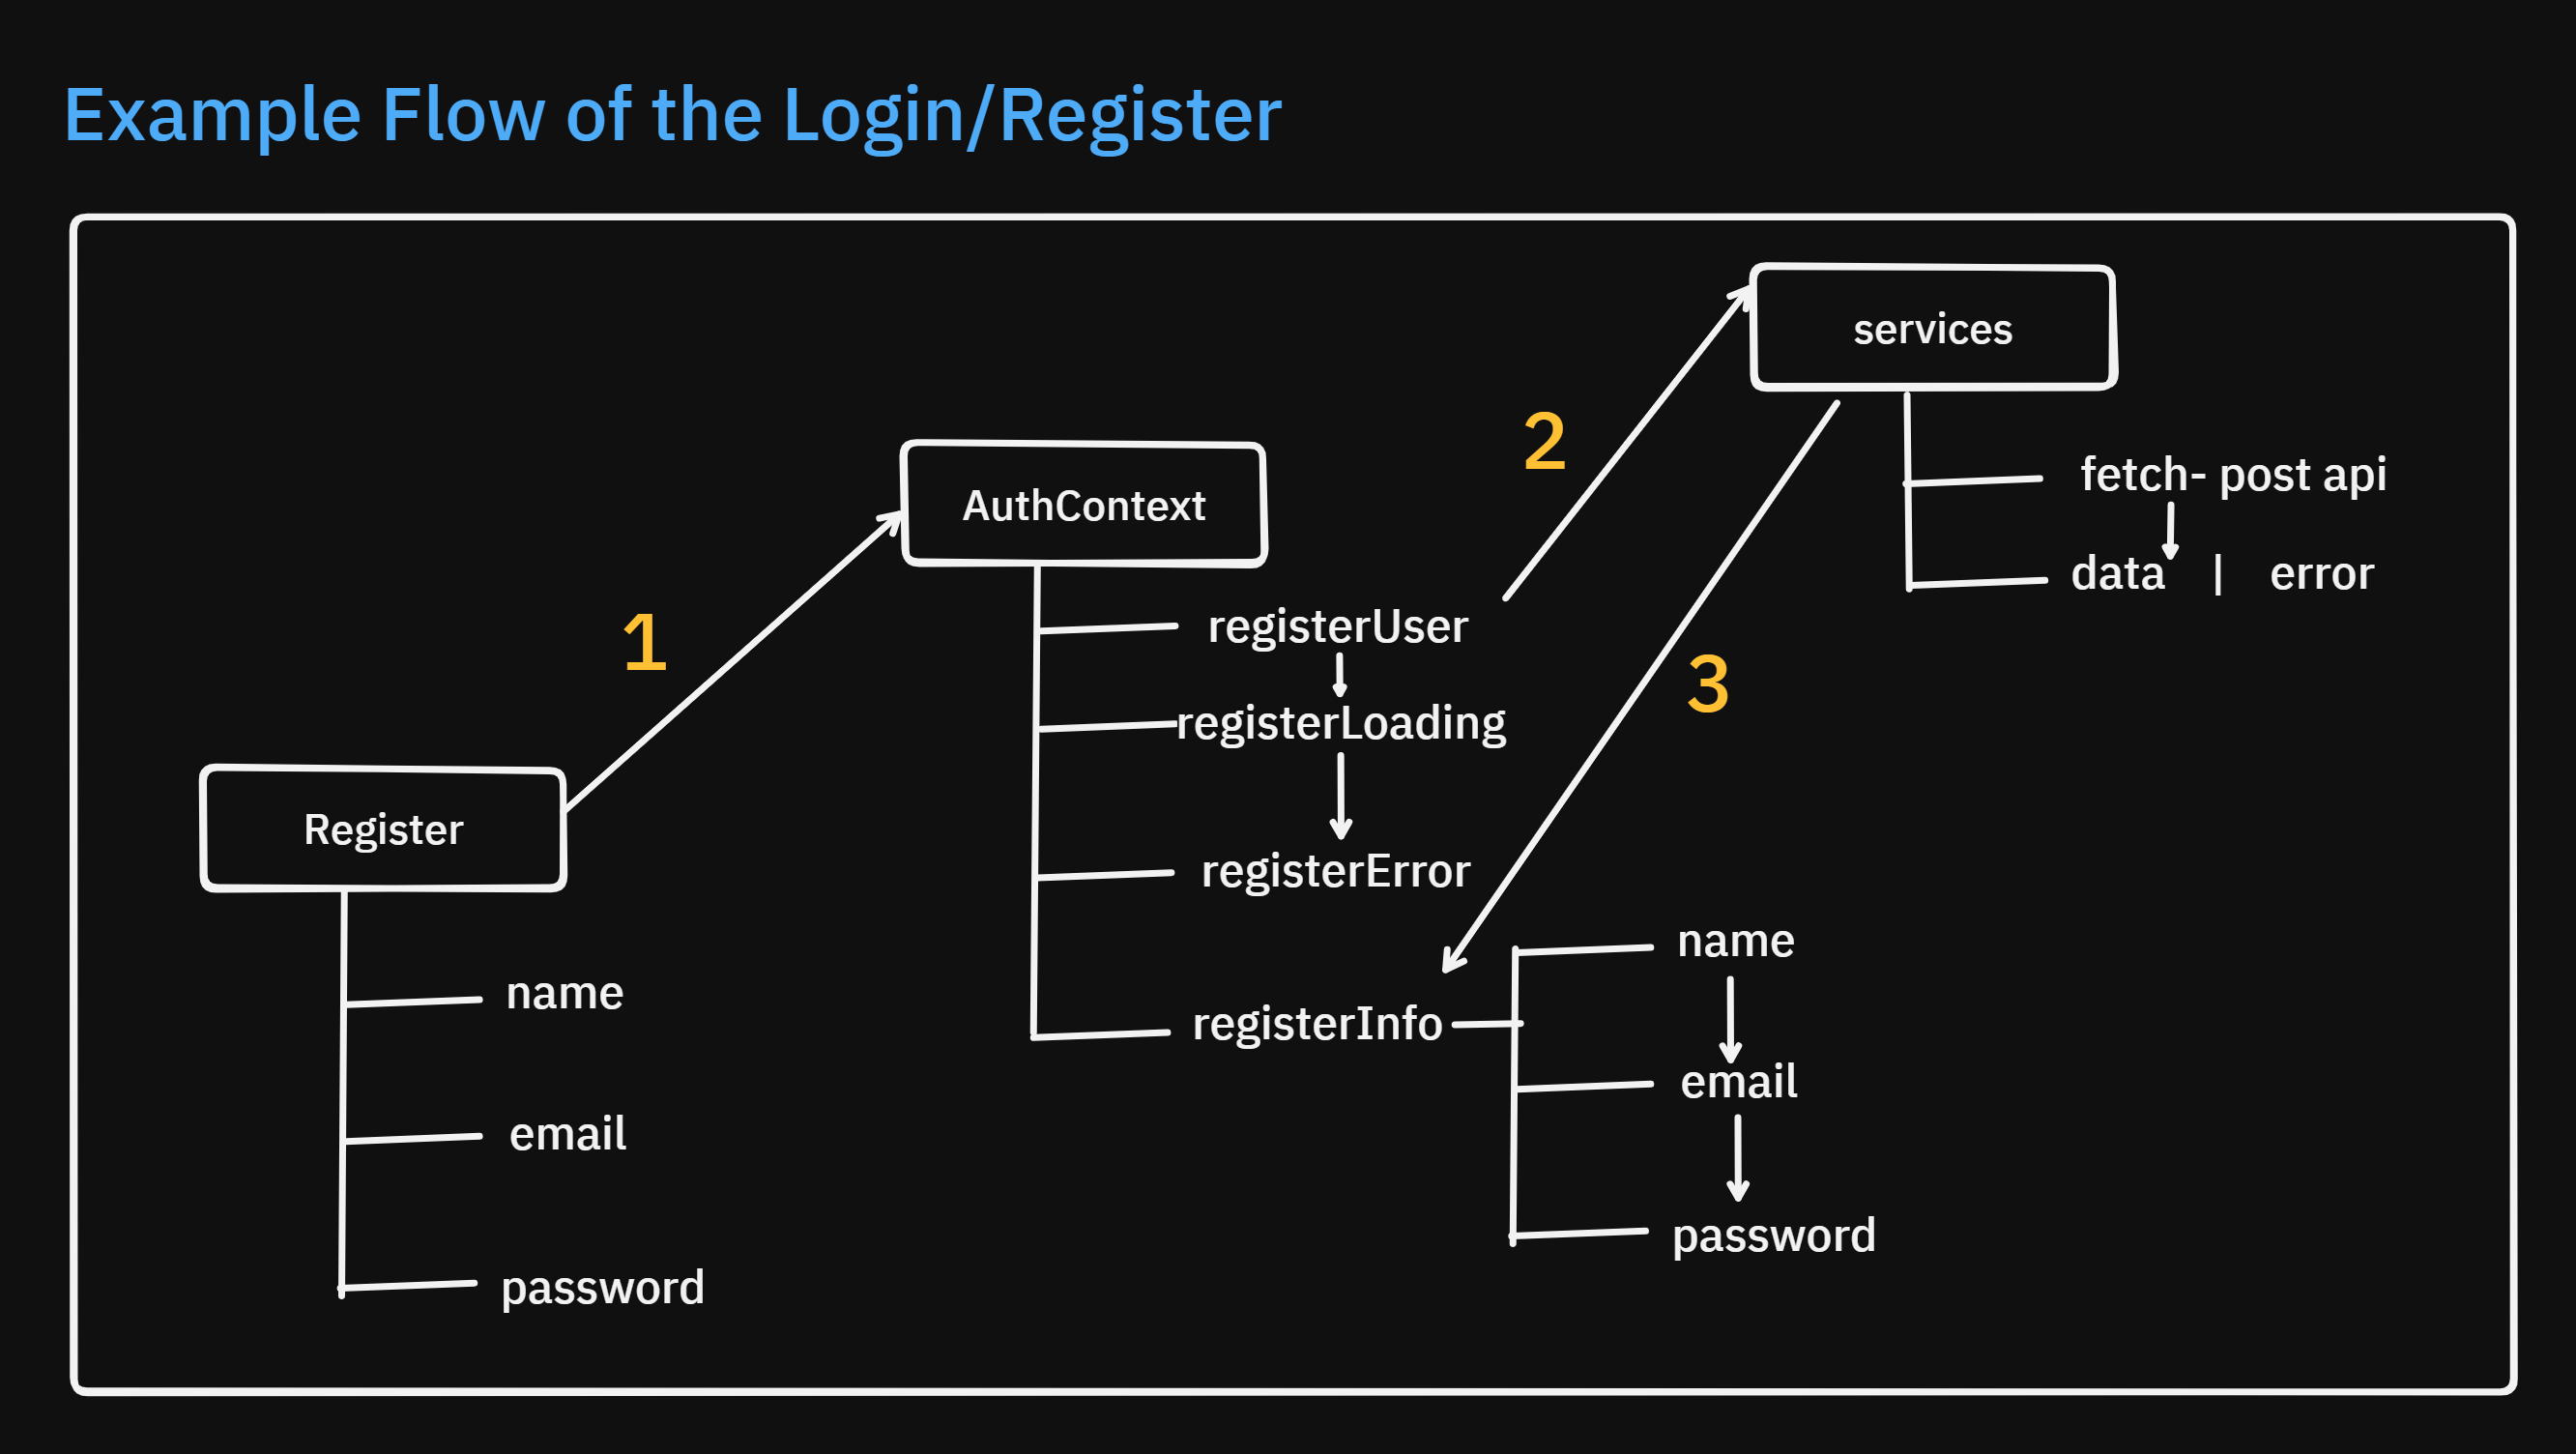 Example Flow of the Login/Register
services
2
fetch- post api
AuthContext
data | error
1
registerUser
3
registerLoading
Register
registerError
name
name
registerInfo
email
email
password
password